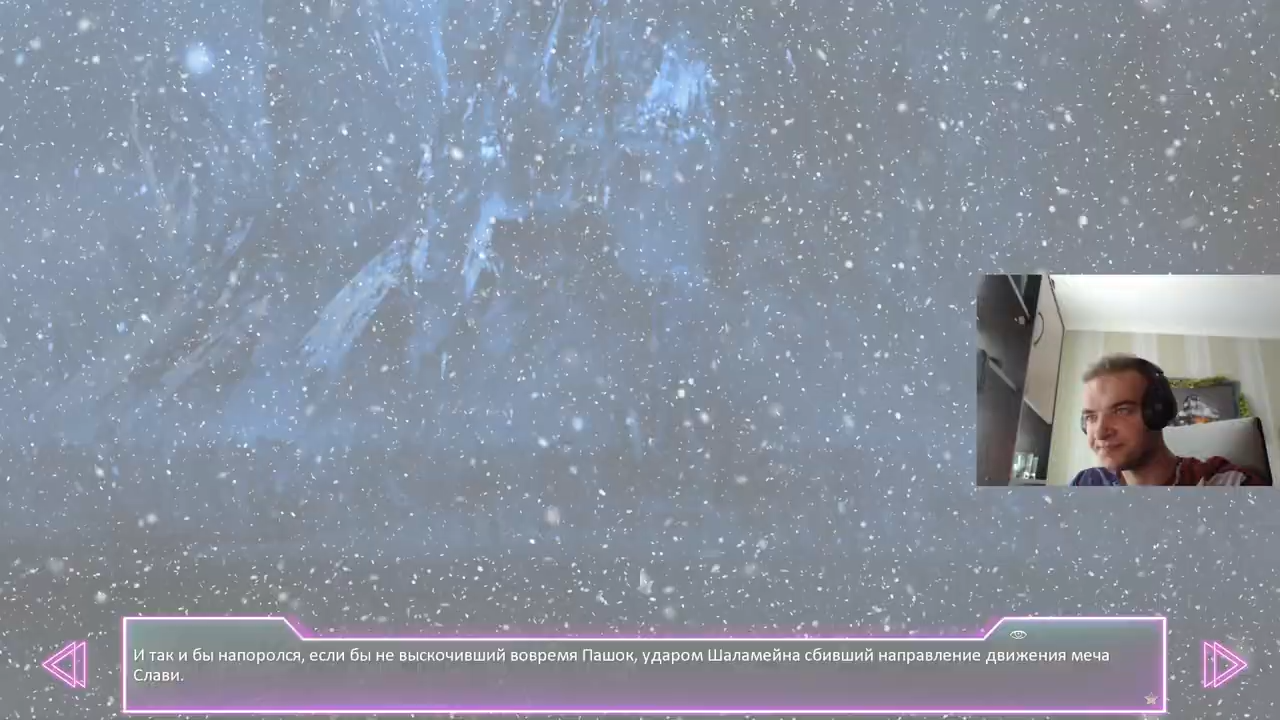 И так и бы напоролся, если бы не выскочивший вовремя Пашок, ударом Шаламейна сбивший направление движения меча
Слави.